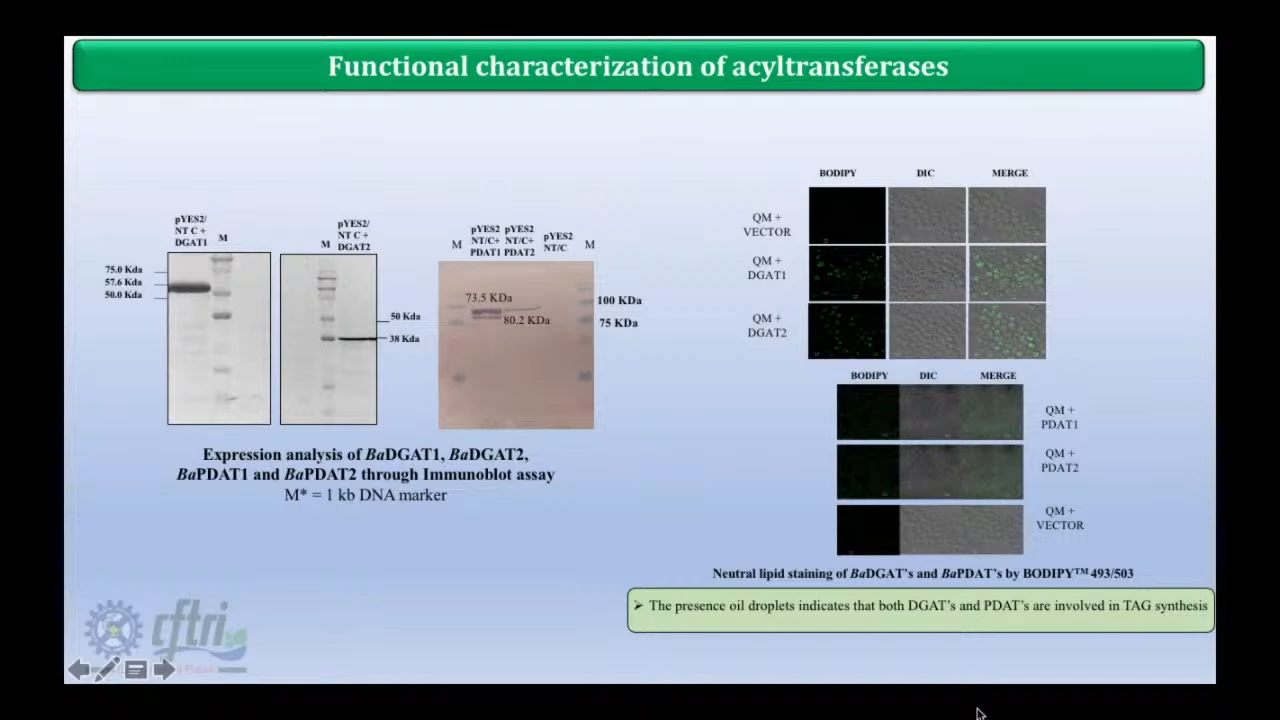 Functional characterization of acyltransferases
pYES2/
NT C +
DGAT1
M
75.0 Kda
57.6 Kda
50.0 Kda
M
pYES2/
NT C +
DGAT2
50 Kda
38 Kda
M
pYES2
NT/C+
PDAT1
pYES2
NT/C+
PDAT2
pYES2
NT/C
M
73.5 KDa
80.2 KDa
100 KDa
75 KDa
Expression analysis of BaDGAT1, BaDGAT2,
BaPDAT1 and BaPDAT2 through Immunoblot assay
M* = 1 kb DNA marker
BODIPY DIC MERGE
QM +
VECTOR
QM +
DGAT1
QM +
DGAT2
BODIPY DIC MERGE
QM +
PDAT1
QM +
PDAT2
QM +
VECTOR
Neutral lipid staining of BaDGAT's and BaPDAT's by BODIPY™ 493/503
➢ The presence oil droplets indicates that both DGAT's and PDAT's are involved in TAG synthesis
cftri